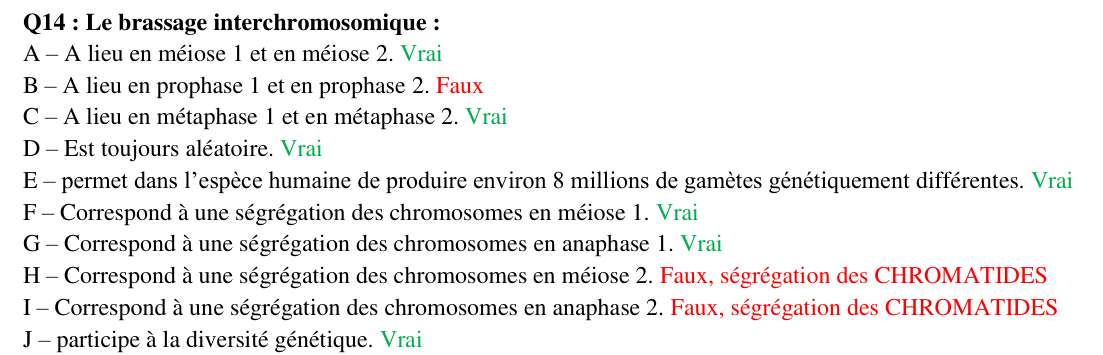 Q14 : Le brassage interchromosomique :
A – A lieu en méiose 1 et en méiose 2. Vrai
B – A lieu en prophase 1 et en prophase 2. Faux
C – A lieu en métaphase 1 et en métaphase 2. Vrai
D – Est toujours aléatoire. Vrai
E – permet dans l’espèce humaine de produire environ 8 millions de gamètes génétiquement différentes. Vrai
F – Correspond à une ségrégation des chromosomes en méiose 1. Vrai
G – Correspond à une ségrégation des chromosomes en anaphase 1. Vrai
H – Correspond à une ségrégation des chromosomes en méiose 2. Faux, ségrégation des CHROMATIDES
I – Correspond à une ségrégation des chromosomes en anaphase 2. Faux, ségrégation des CHROMATIDES
J – participe à la diversité génétique. Vrai